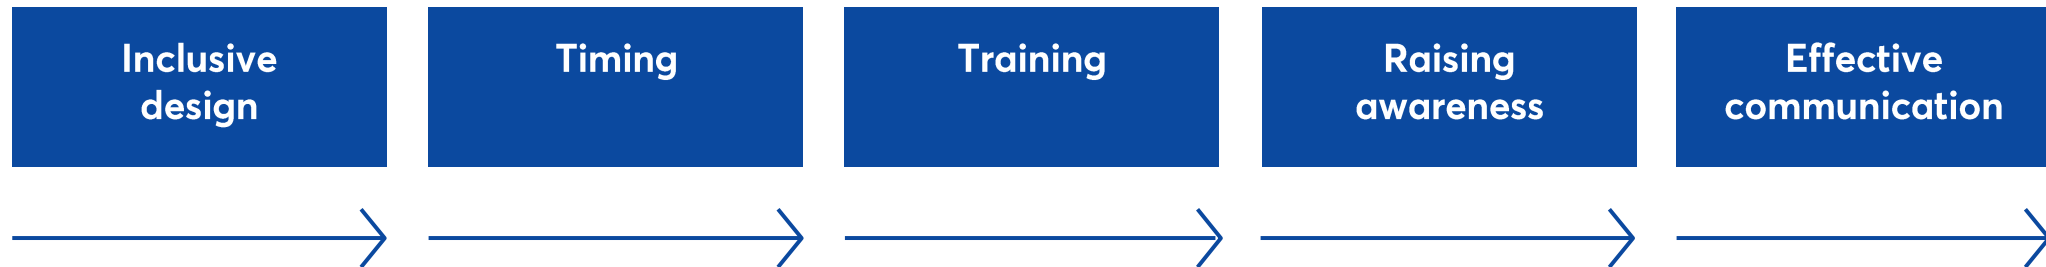 Inclusive
design
Timing
Training
Raising
awareness
Effective
communication